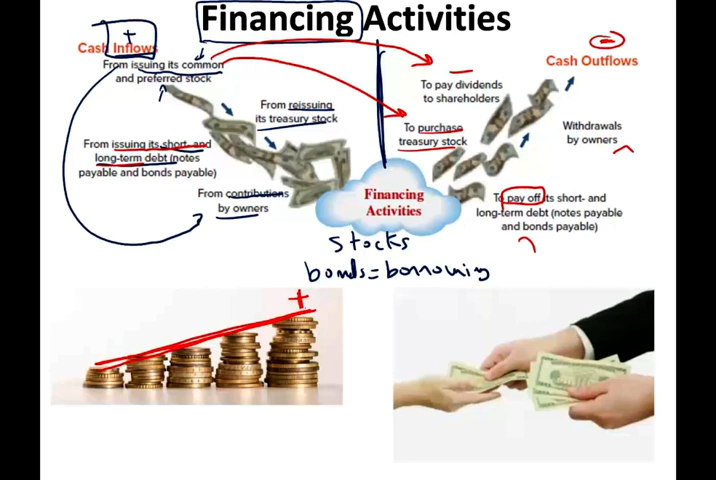 Financing Activities
+
Cash Inflows
From issuing its common
and preferred stock
From reissuing
its treasury stock
From issuing its short- and
long-term debt (notes
payable and bonds payable)
From contributions
by owners
Financing
Activities
Cash Outflows
To pay dividends
to shareholders
To purchase
treasury stock
Withdrawals
by owners
To pay off its short- and
long-term debt (notes payable
and bonds payable)
stocks
bonds = borrowing
+